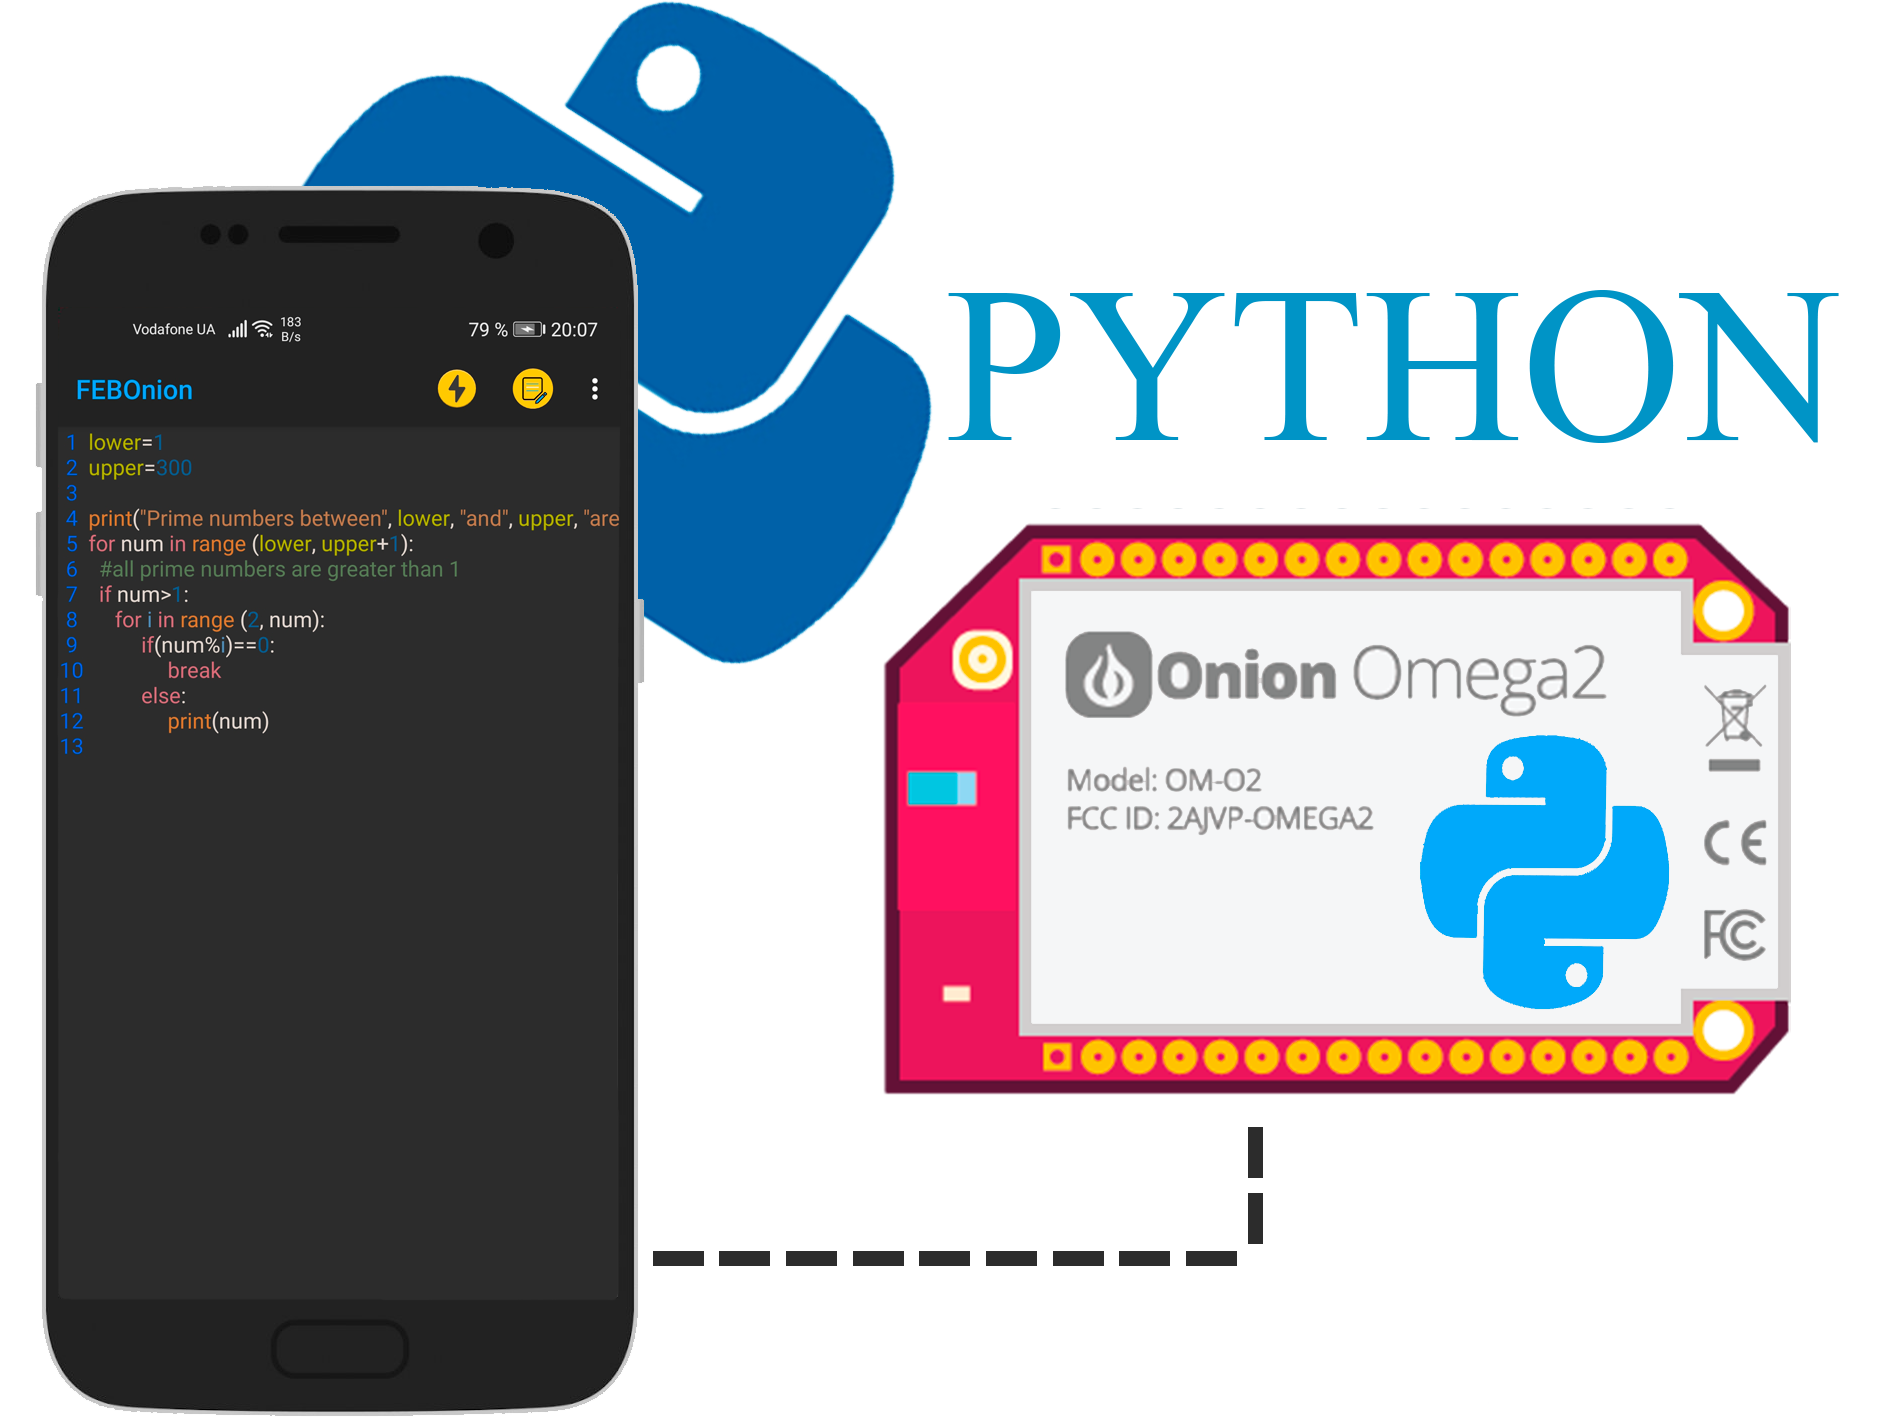 Vodafone UA 183 B/s 79 % 20:07
FEBOnion
1 lower=1
2 upper=300
3
4 print("Prime numbers between", lower, "and", upper, "are
5 for num in range (lower, upper+1):
6 #all prime numbers are greater than 1
7 if num>1:
8 for i in range (2, num):
9 if(num%i)==0:
10 break
11 else:
12 print(num)
13
PYTHON
Onion Omega2
Model: OM-O2
FCC ID: 2AJVP-OMEGA2
CE
FC